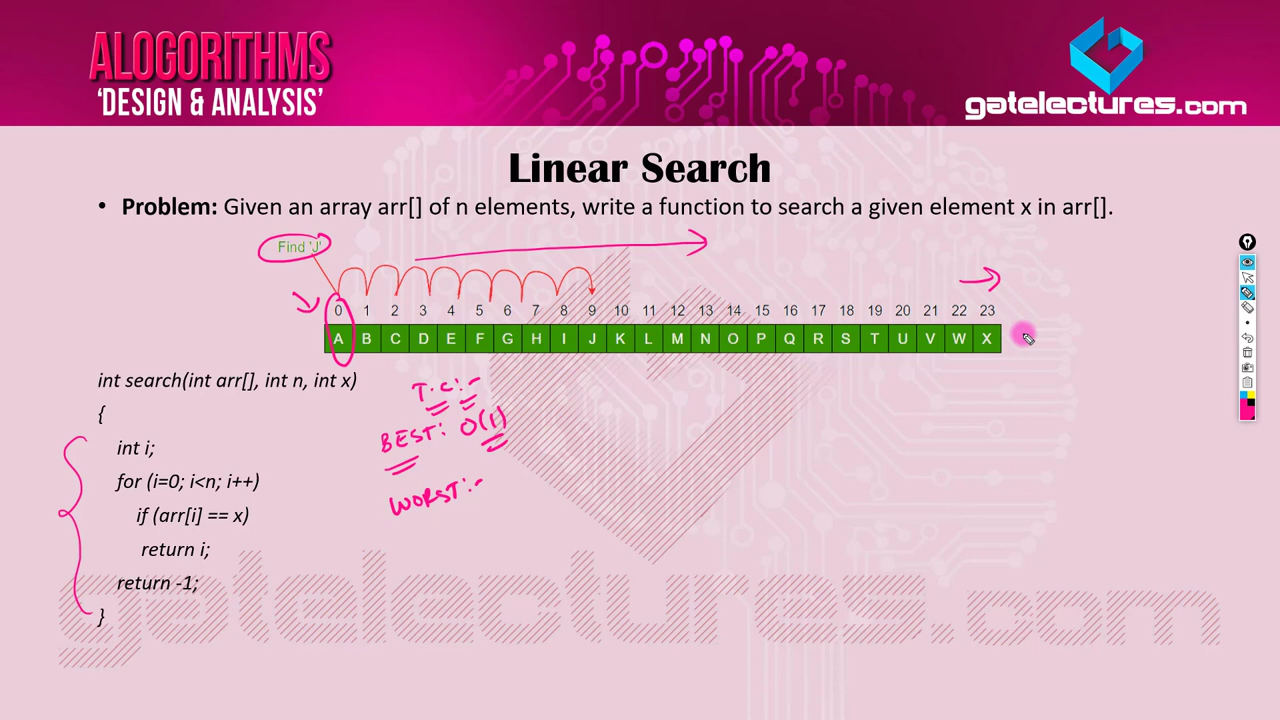 ALOGORITHMS
‘DESIGN & ANALYSIS’
gatelectures.com
Linear Search
• Problem: Given an array arr[] of n elements, write a function to search a given element x in arr[].
Find 'J'
0 1 2 3 4 5 6 7 8 9 10 11 12 13 14 15 16 17 18 19 20 21 22 23
A B C D E F G H I J K L M N O P Q R S T U V W X
int search(int arr[], int n, int x)
{
int i;
for (i=0; i<n; i++)
if (arr[i] == x)
return i;
return -1;
}
T.C:-
BEST: O(1)
WORST:-
gatelectures.com